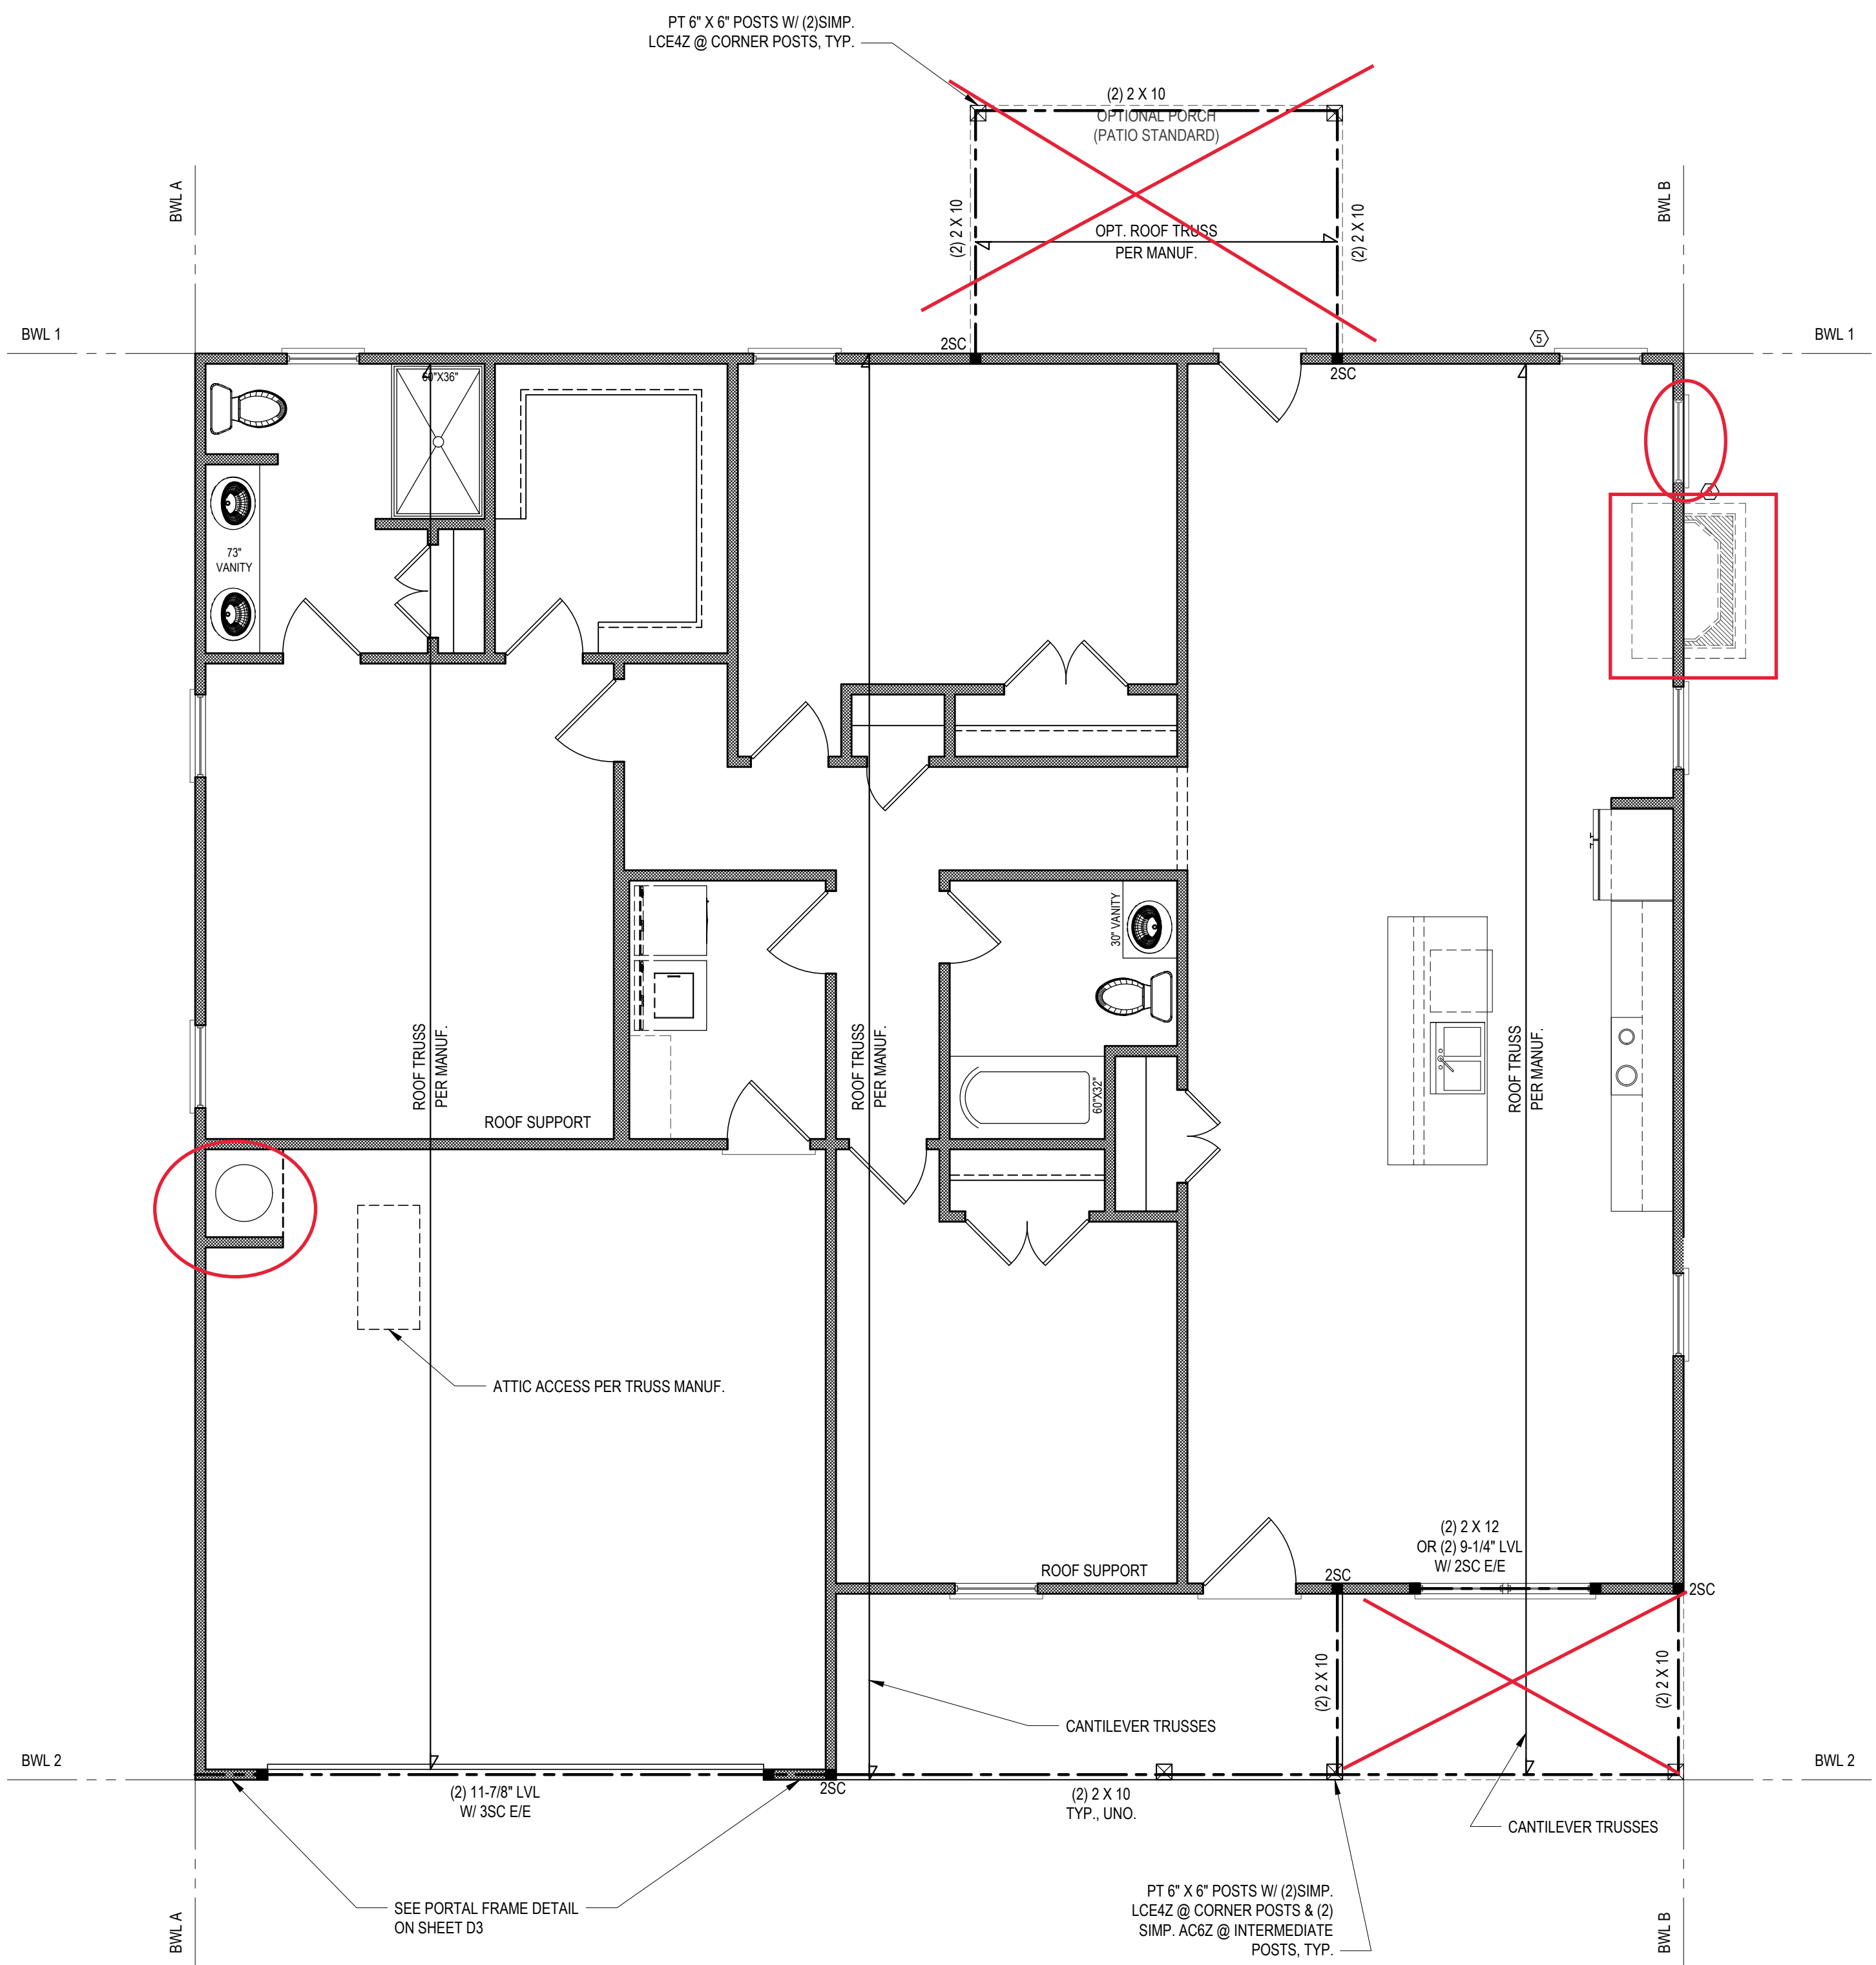 PT 6" X 6" POSTS W/ (2)SIMP.
LCE4Z @ CORNER POSTS, TYP.
(2) 2 X 10
OPTIONAL PORCH
(PATIO STANDARD)
BWL A
BWL B
(2) 2 X 10
(2) 2 X 10
OPT. ROOF TRUSS
PER MANUF.
BWL 1
BWL 1
2SC
2SC
5
60"X36"
73"
VANITY
30" VANITY
ROOF TRUSS
PER MANUF.
ROOF TRUSS
PER MANUF.
ROOF TRUSS
PER MANUF.
60"X32"
ROOF SUPPORT
ATTIC ACCESS PER TRUSS MANUF.
(2) 2 X 12
OR (2) 9-1/4" LVL
W/ 2SC E/E
ROOF SUPPORT
2SC
2SC
(2) 2 X 10
(2) 2 X 10
CANTILEVER TRUSSES
BWL 2
BWL 2
(2) 11-7/8" LVL
W/ 3SC E/E
2SC
(2) 2 X 10
TYP., UNO.
CANTILEVER TRUSSES
SEE PORTAL FRAME DETAIL
ON SHEET D3
PT 6" X 6" POSTS W/ (2)SIMP.
LCE4Z @ CORNER POSTS & (2)
SIMP. AC6Z @ INTERMEDIATE
POSTS, TYP.
BWL A
BWL B